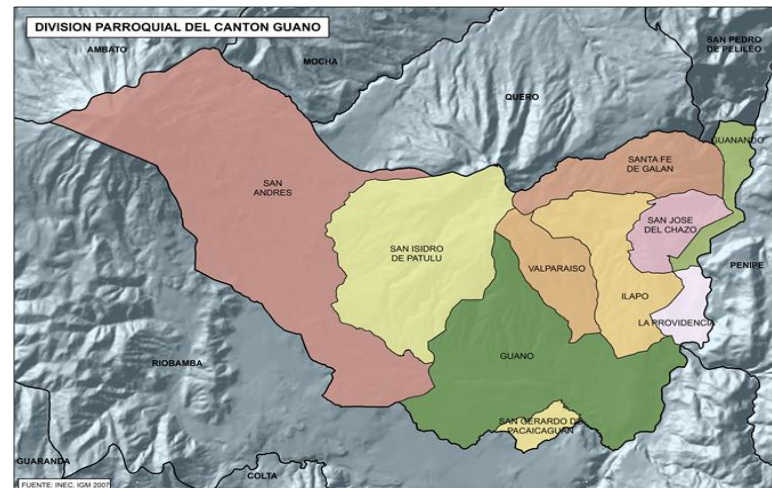 DIVISION PARROQUIAL DEL CANTON GUANO
SAN PEDRO
DE PELILEO
AMBATO
MOCHA
QUERO
GUANANDO
SANTA FE
DE GALAN
SAN
ANDRES
SAN JOSE
DEL CHAZO
SAN ISIDRO
DE PATULU
VALPARAISO
PENIPE
ILAPO
LA PROVIDENCIA
GUANO
RIOBAMBA
SAN GERARDO DE
PACAICAGUAN
GUARANDA
COLTA
FUENTE: INEC, IGM 2007